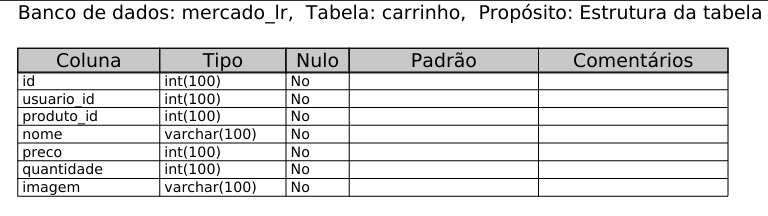 Banco de dados: mercado_lr,  Tabela: carrinho,  Propósito: Estrutura da tabela
Coluna Tipo Nulo Padrão Comentários
id int(100) No
usuario_id int(100) No
produto_id int(100) No
nome varchar(100) No
preco int(100) No
quantidade int(100) No
imagem varchar(100) No